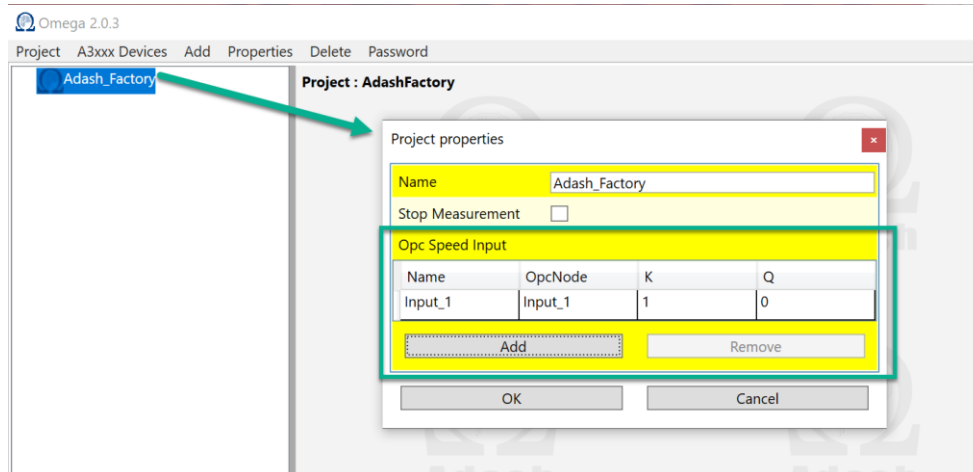 Omega 2.0.3
Project A3xxx Devices Add Properties Delete Password
Adash_Factory
Project : AdashFactory
Project properties
Name Adash_Factory
Stop Measurement
Opc Speed Input
Name OpcNode K Q
Input_1 Input_1 1 0
Add Remove
OK Cancel